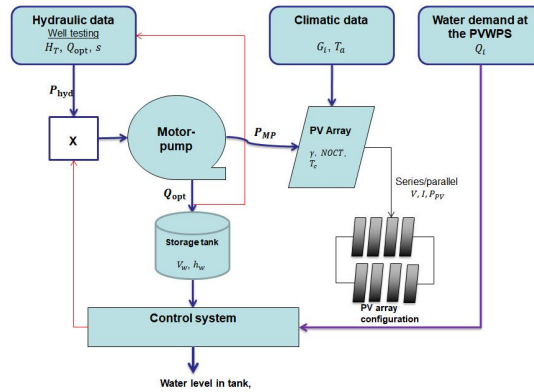 Hydraulic data
Well testing
H_T, Q_opt, s
Climatic data
G_i, T_a
Water demand at
the PVWPS
Q_i
P_hyd
X
Motor-
pump
P_MP
PV Array
γ, NOCT,
T_c
Q_opt
Series/parallel
V, I, P_PV
Storage tank
V_w, h_w
PV array
configuration
Control system
Water level in tank,